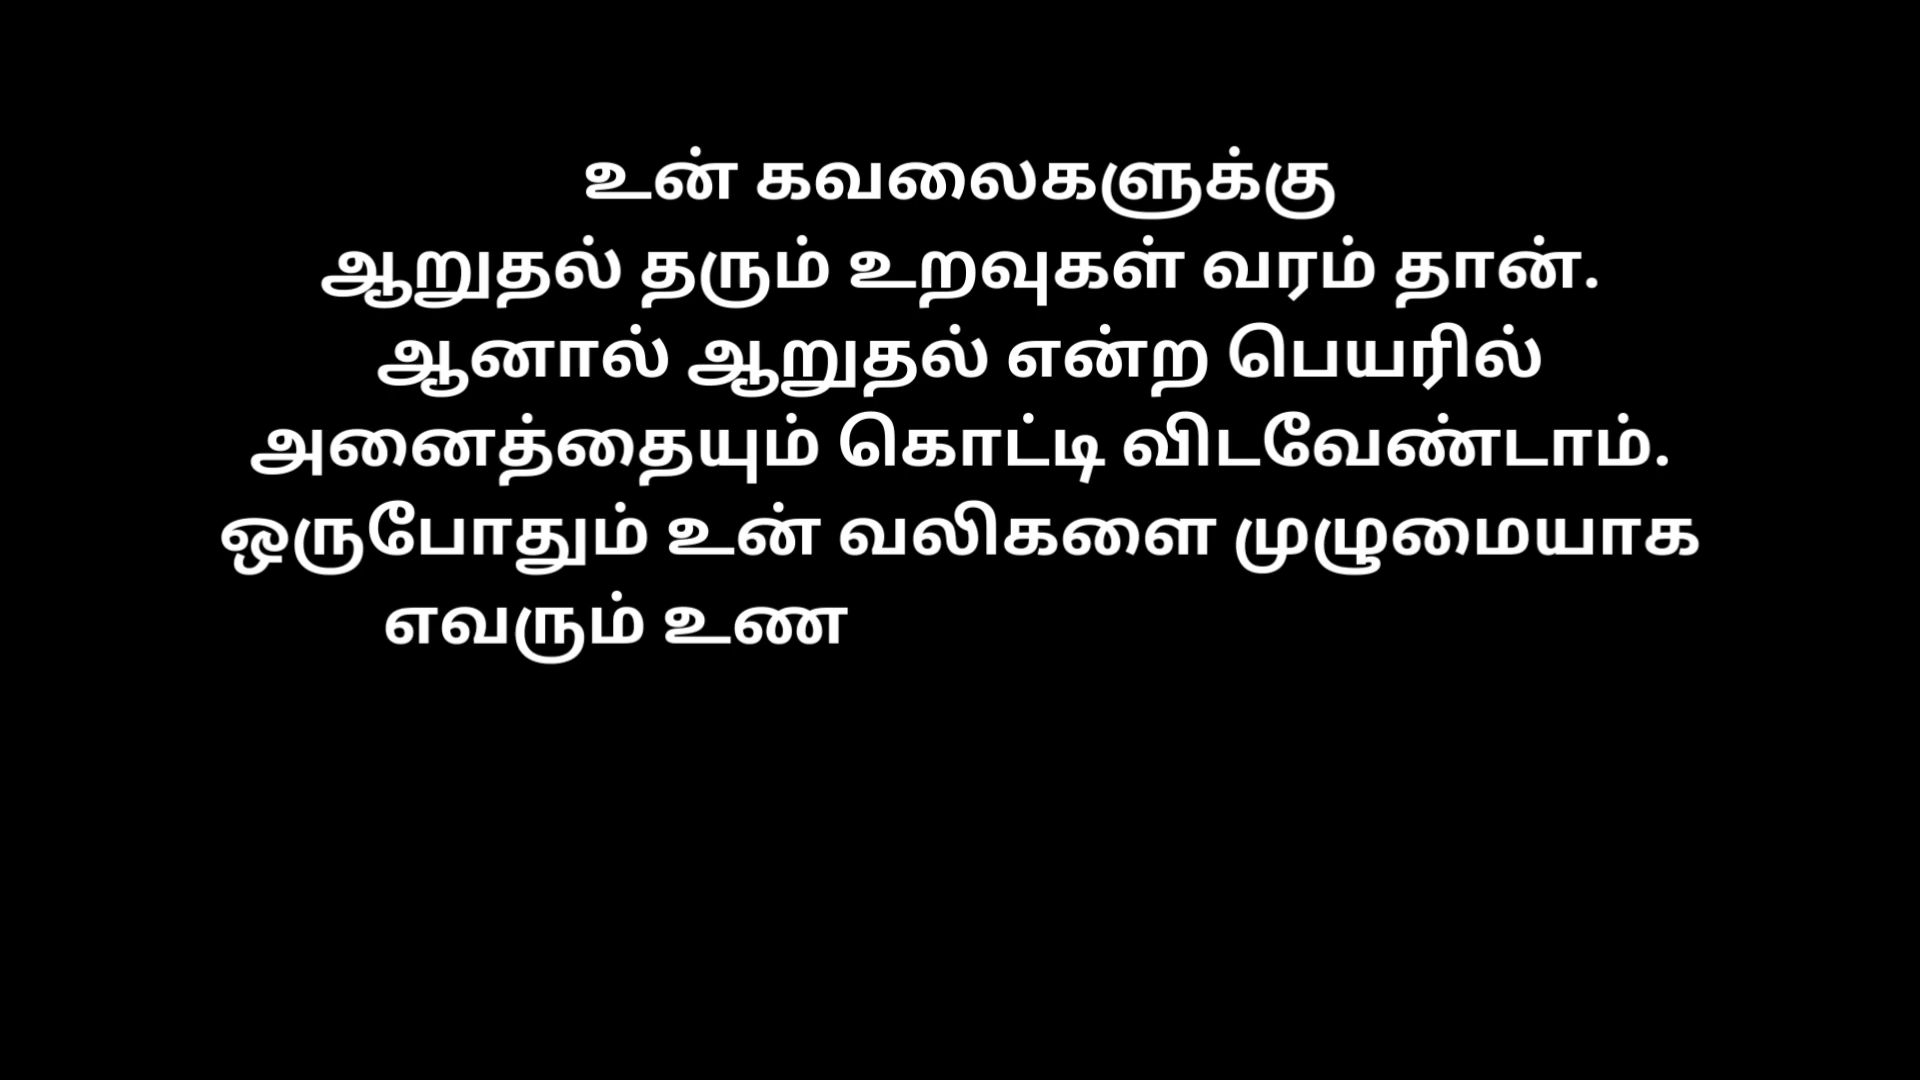 உன் கவலைகளுக்கு
ஆறுதல் தரும் உறவுகள் வரம் தான்.
ஆனால் ஆறுதல் என்ற பெயரில்
அனைத்தையும் கொட்டி விடவேண்டாம்.
ஒருபோதும் உன் வலிகளை முழுமையாக
எவரும் உண